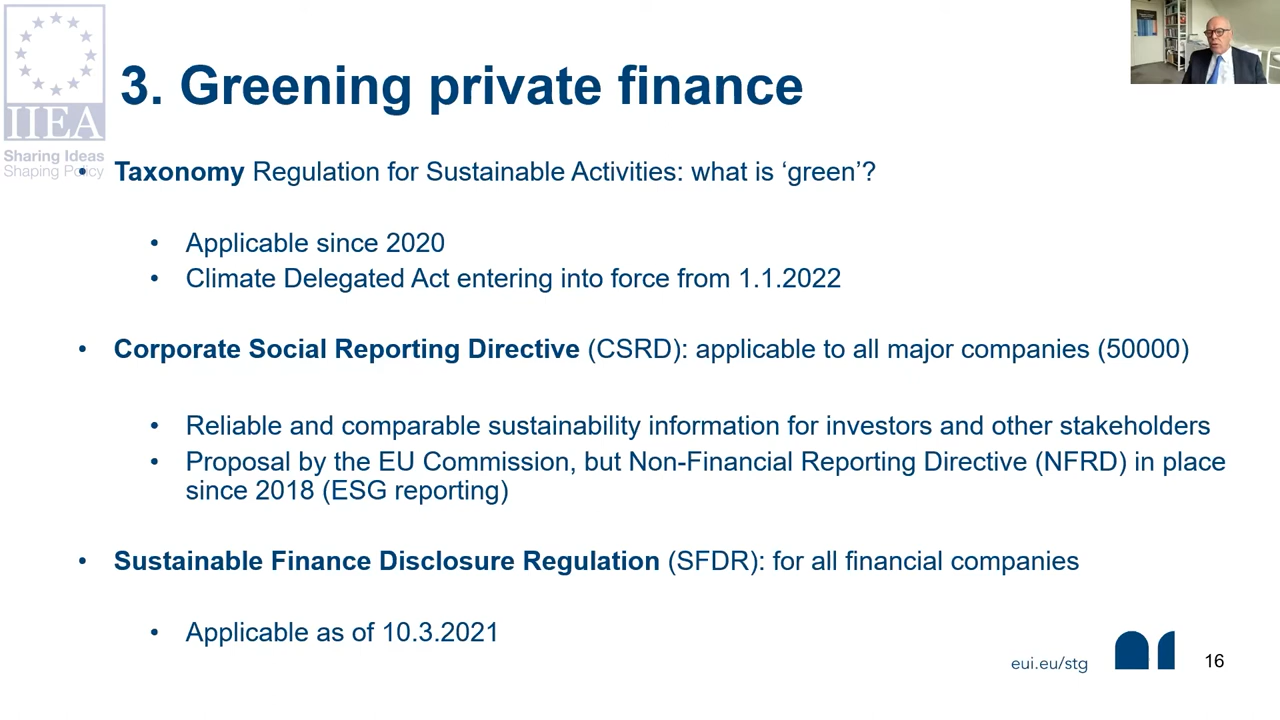 IIEA
Sharing Ideas
Shaping Policy
3. Greening private finance
• Taxonomy Regulation for Sustainable Activities: what is ‘green’?
• Applicable since 2020
• Climate Delegated Act entering into force from 1.1.2022
• Corporate Social Reporting Directive (CSRD): applicable to all major companies (50000)
• Reliable and comparable sustainability information for investors and other stakeholders
• Proposal by the EU Commission, but Non-Financial Reporting Directive (NFRD) in place
since 2018 (ESG reporting)
• Sustainable Finance Disclosure Regulation (SFDR): for all financial companies
• Applicable as of 10.3.2021
eui.eu/stg
16